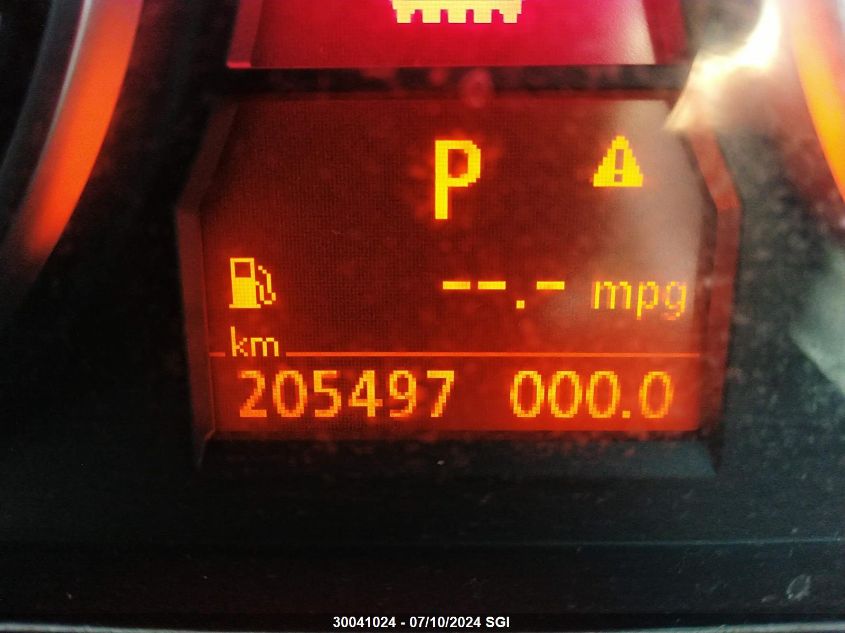 P
--.- mpg
km
205497 000.0
30041024 - 07/10/2024 SGI